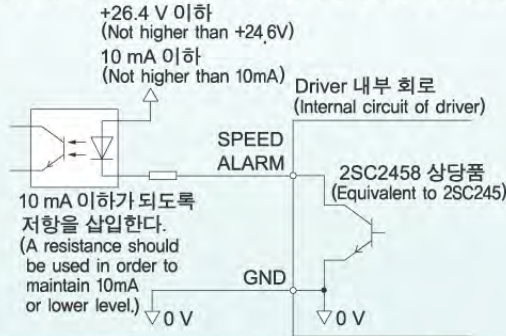 +26.4 V 이하
(Not higher than +24.6V)
10 mA 이하
(Not higher than 10mA)
Driver 내부 회로
(Internal circuit of driver)
SPEED
ALARM
2SC2458 상당품
(Equivalent to 2SC245)
10 mA 이하가 되도록
저항을 삽입한다.
(A resistance should
be used in order to
maintain 10mA
or lower level.)
GND
0 V
0 V